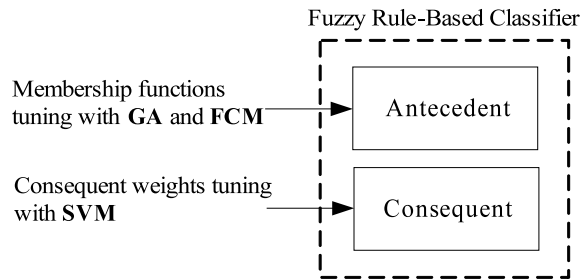 Fuzzy Rule-Based Classifier
Membership functions
tuning with GA and FCM
Antecedent
Consequent weights tuning
with SVM
Consequent